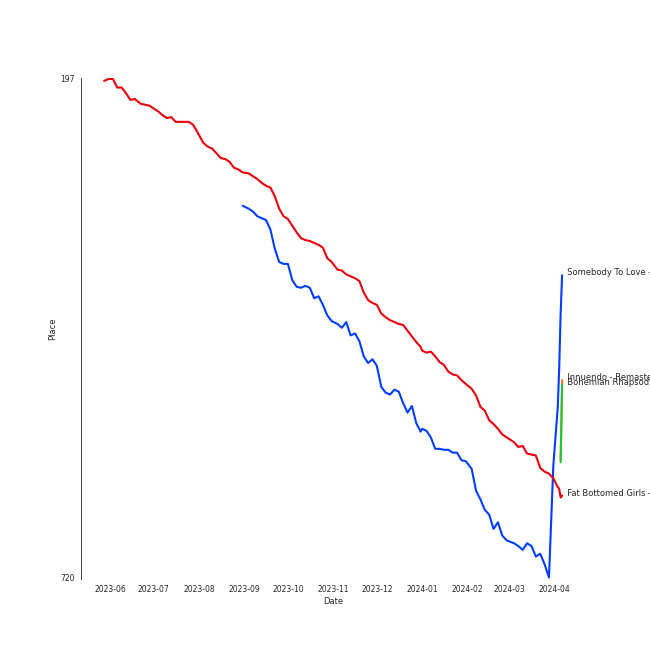 197
Somebody To Love -
Place
Innuendo - Remaste
Bohemian Rhapsod
Fat Bottomed Girls -
720
2023-06 2023-07 2023-08 2023-09 2023-10 2023-11 2023-12 2024-01 2024-02 2024-03 2024-04
Date